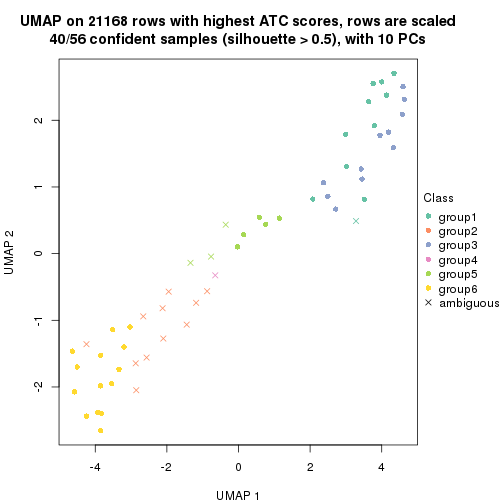 UMAP on 21168 rows with highest ATC scores, rows are scaled
40/56 confident samples (silhouette > 0.5), with 10 PCs
Class
group1
group2
group3
group4
group5
group6
ambiguous
UMAP 2
2
1
0
-1
-2
-4
-2
0
2
4
UMAP 1